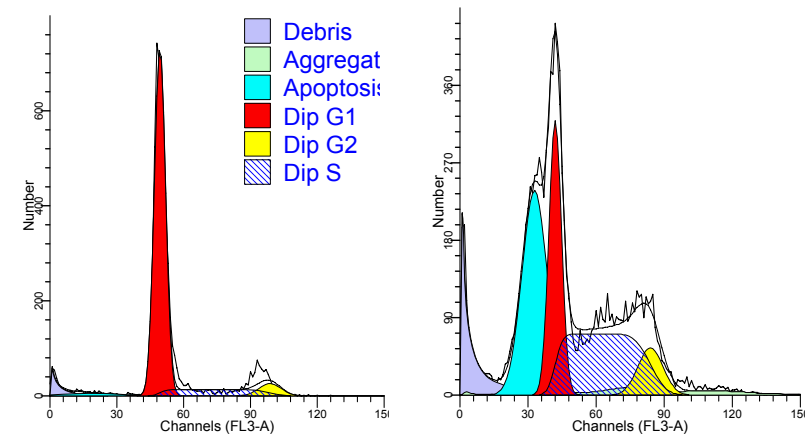 Debris
Aggregat
Apoptosis
Dip G1
Dip G2
Dip S
Number
0
200
400
600
0
30
60
90
120
15
Channels (FL3-A)
Number
0
90
180
270
360
0
30
60
90
120
150
Channels (FL3-A)